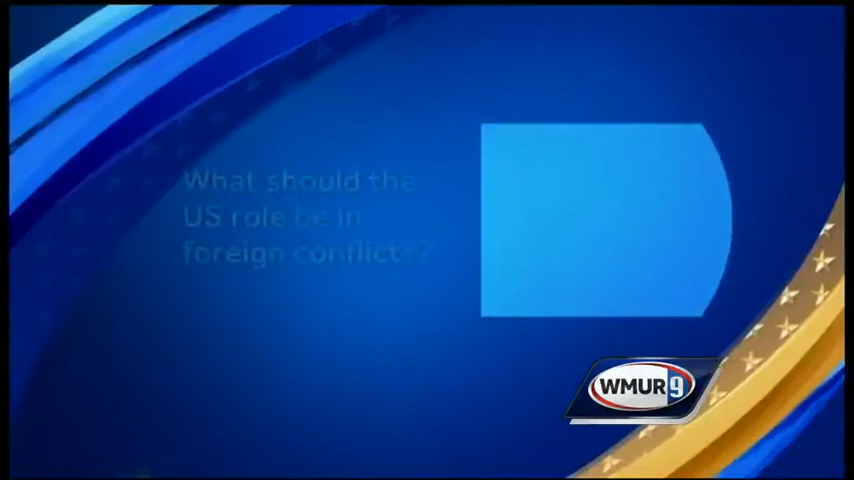 What should the
US role be in
foreign conflicts?
WMUR9